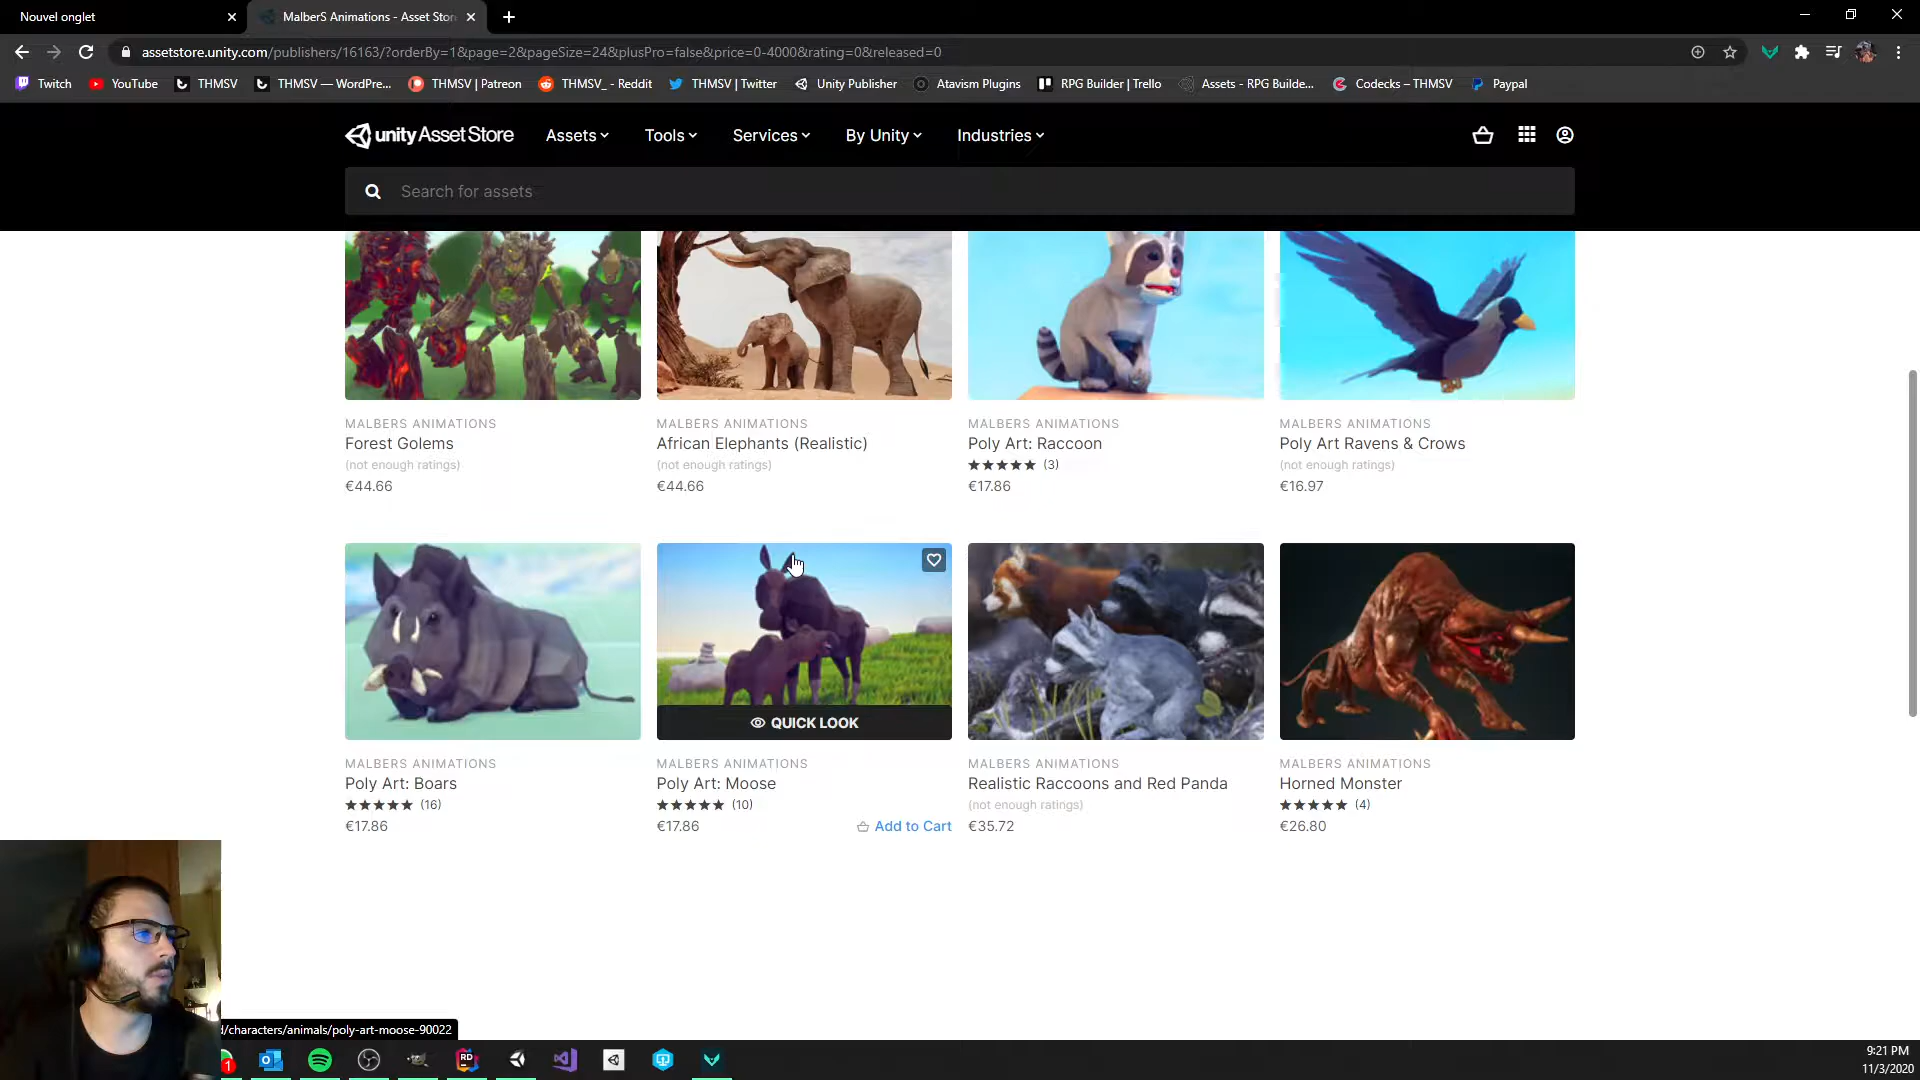 Nouvel onglet
MalberS Animations - Asset Stor
assetstore.unity.com/publishers/16163/?orderBy=1&page=2&pageSize=24&plusPro=false&price=0-4000&rating=0&released=0
Twitch YouTube THMSV THMSV — WordPre... THMSV | Patreon THMSV_ - Reddit THMSV | Twitter Unity Publisher Atavism Plugins RPG Builder | Trello Assets - RPG Builde... Codecks – THMSV Paypal
unity Asset Store Assets Tools Services By Unity Industries
Search for assets
MALBERS ANIMATIONS
Forest Golems
(not enough ratings)
€44.66
MALBERS ANIMATIONS
African Elephants (Realistic)
(not enough ratings)
€44.66
MALBERS ANIMATIONS
Poly Art: Raccoon
★★★★★ (3)
€17.86
MALBERS ANIMATIONS
Poly Art Ravens & Crows
(not enough ratings)
€16.97
MALBERS ANIMATIONS
Poly Art: Boars
★★★★★ (16)
€17.86
QUICK LOOK
MALBERS ANIMATIONS
Poly Art: Moose
★★★★★ (10)
€17.86 Add to Cart
MALBERS ANIMATIONS
Realistic Raccoons and Red Panda
(not enough ratings)
€35.72
MALBERS ANIMATIONS
Horned Monster
★★★★★ (4)
€26.80
/characters/animals/poly-art-moose-90022
1
RD
9:21 PM
11/3/2020